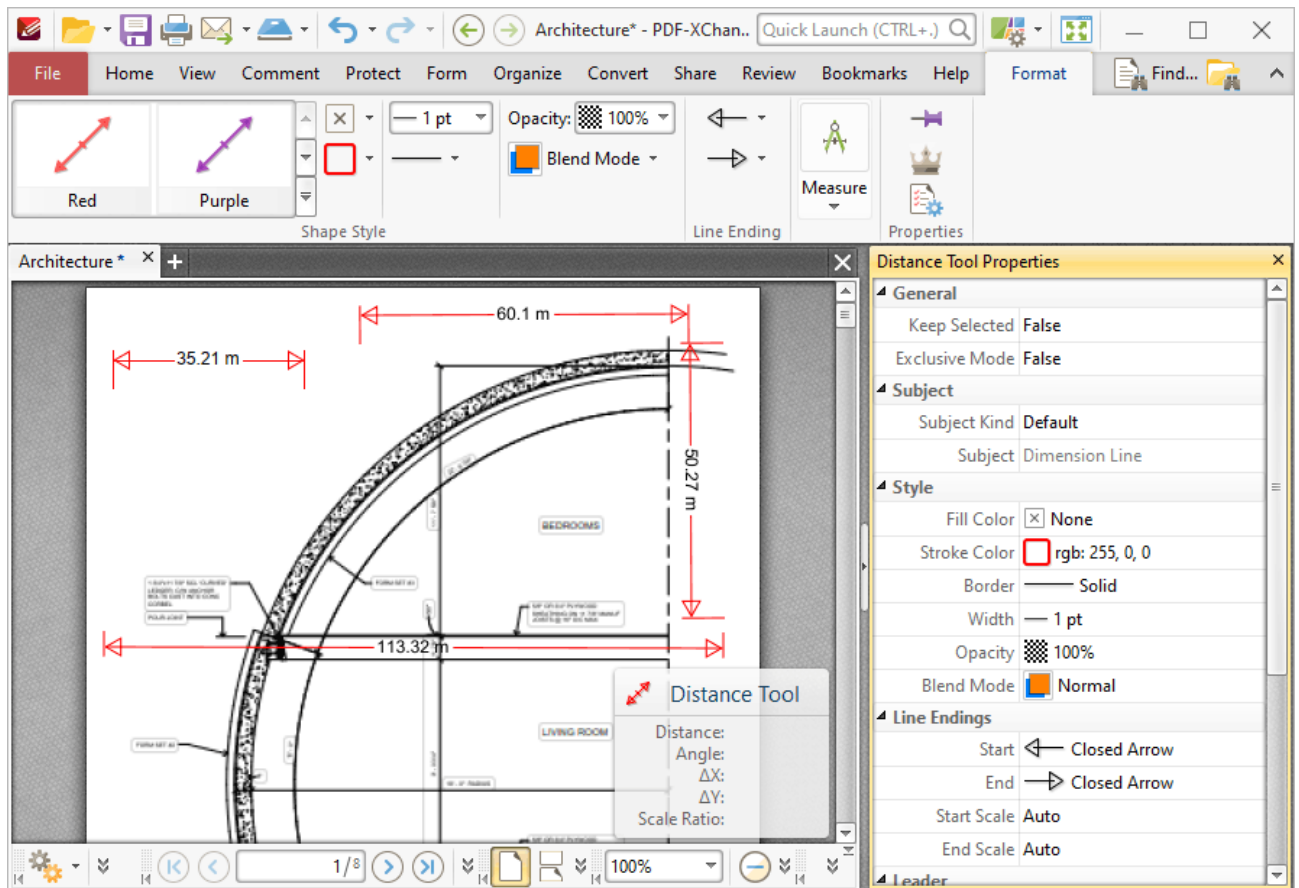 Architecture* - PDF-XChan..
Quick Launch (CTRL+.)
File Home View Comment Protect Form Organize Convert Share Review Bookmarks Help Format Find...
1 pt Opacity: 100%
Blend Mode
Measure
Red Purple
Shape Style Line Ending Properties
Architecture *
60.1 m
35.21 m
50.27 m
BEDROOMS
113.32 m
LIVING ROOM
Distance Tool
Distance:
Angle:
ΔX:
ΔY:
Scale Ratio:
1/8
100%
Distance Tool Properties
General
Keep Selected False
Exclusive Mode False
Subject
Subject Kind Default
Subject Dimension Line
Style
Fill Color None
Stroke Color rgb: 255, 0, 0
Border Solid
Width 1 pt
Opacity 100%
Blend Mode Normal
Line Endings
Start Closed Arrow
End Closed Arrow
Start Scale Auto
End Scale Auto
Leader